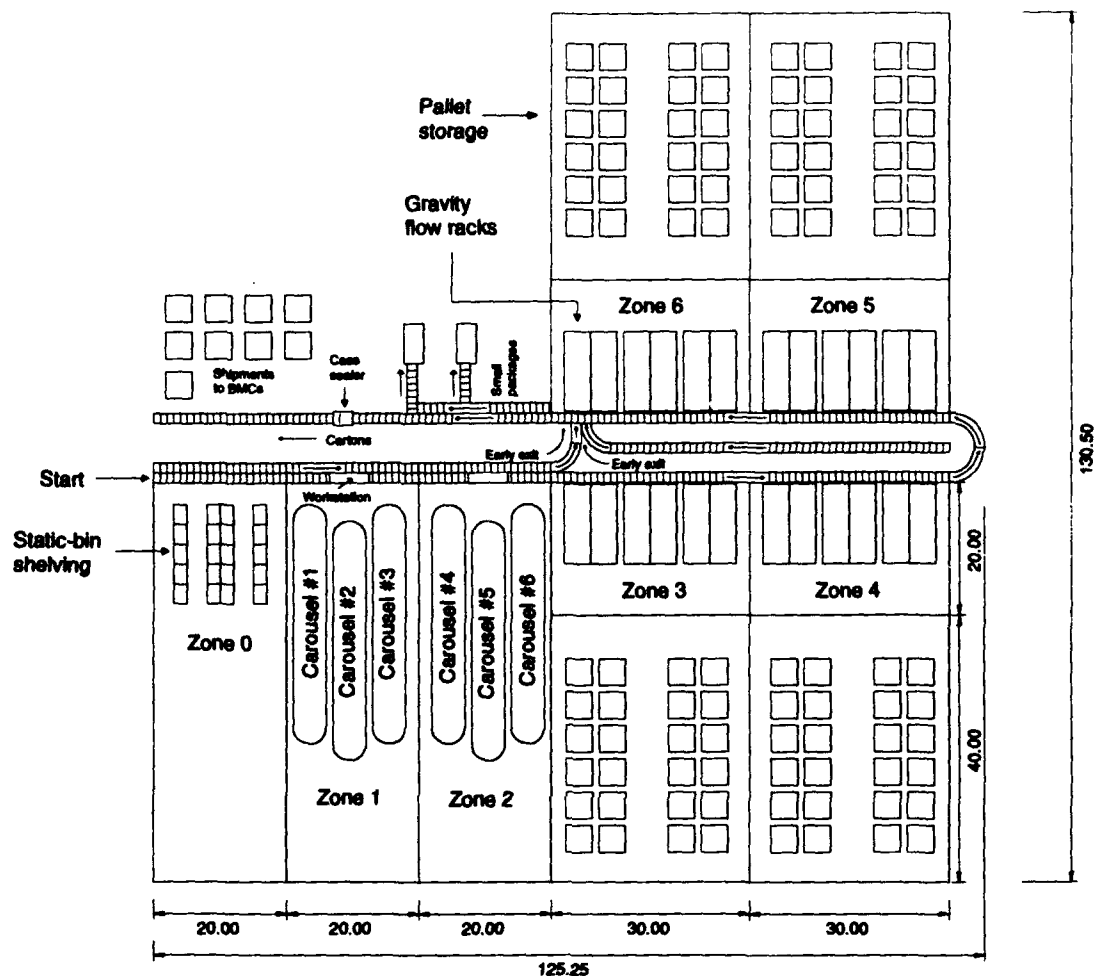 Pallet
storage
Gravity
flow racks
Zone 6
Zone 5
Shipments
to BMCs
Case
sealer
Small
packages
Cartons
Early exit
Early exit
Start
Workstation
Static-bin
shelving
Carousel #1
Carousel #2
Carousel #3
Carousel #4
Carousel #5
Carousel #6
Zone 0
Zone 1
Zone 2
Zone 3
Zone 4
130.50
20.00
40.00
20.00
20.00
20.00
30.00
30.00
125.25